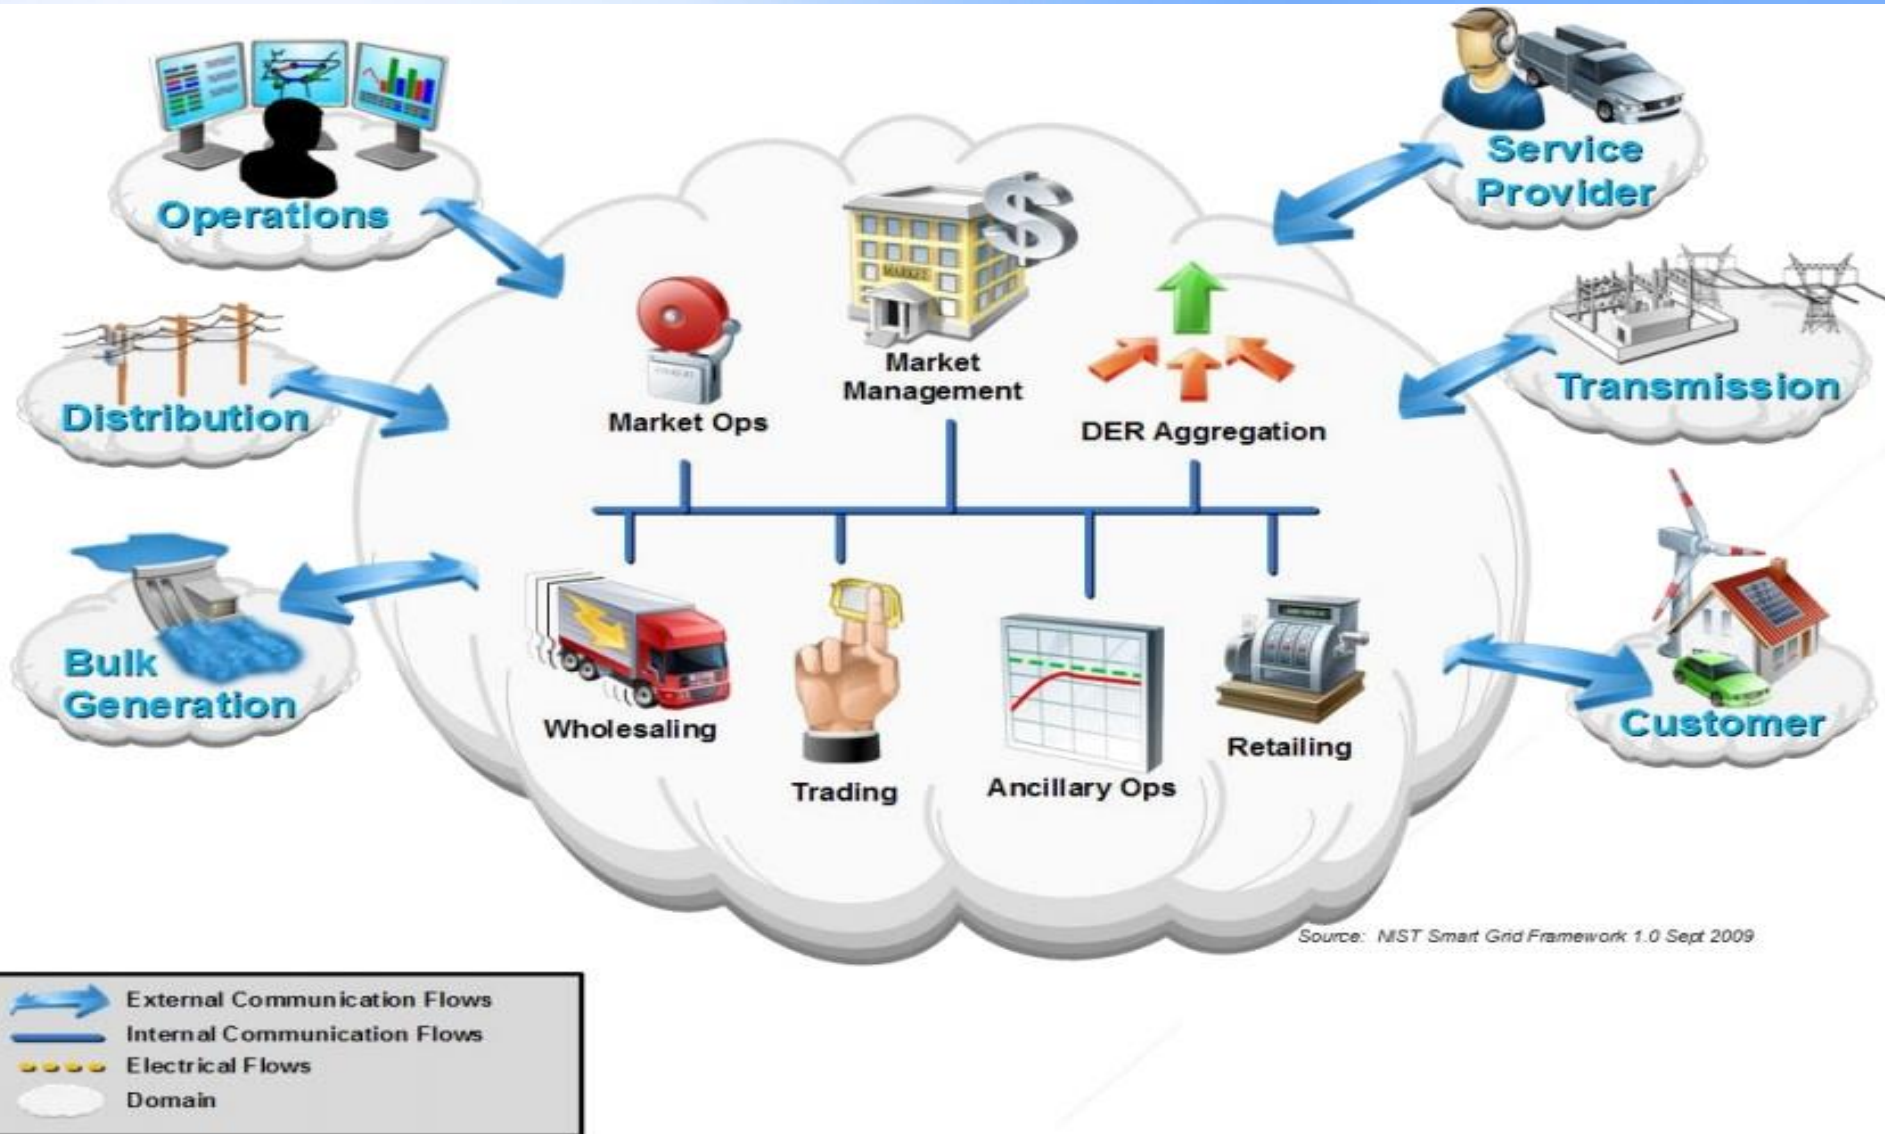 Operations
Service
Provider
Distribution
MARKET
Market
Management
Market Ops
DER Aggregation
Transmission
Bulk
Generation
Wholesaling
Trading
Ancillary Ops
Retailing
Customer
Source: NIST Smart Grid Framework 1.0 Sept 2009
External Communication Flows
Internal Communication Flows
Electrical Flows
Domain